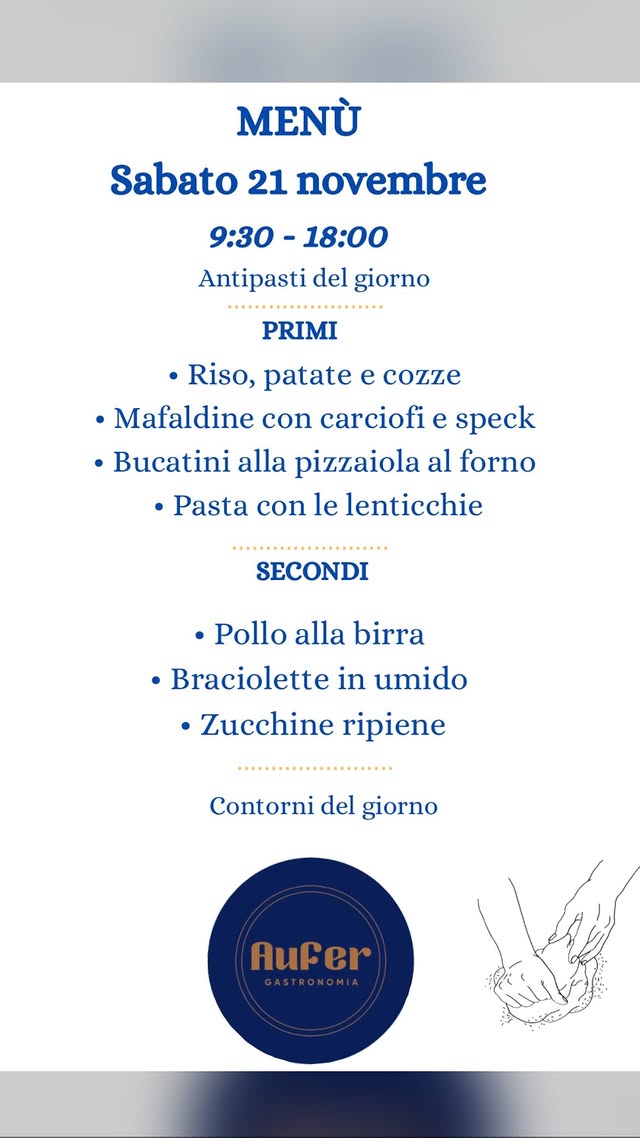 MENÙ
Sabato 21 novembre
9:30 - 18:00
Antipasti del giorno
PRIMI
• Riso, patate e cozze
• Mafaldine con carciofi e speck
• Bucatini alla pizzaiola al forno
• Pasta con le lenticchie
SECONDI
• Pollo alla birra
• Braciolette in umido
• Zucchine ripiene
Contorni del giorno
AUFER
GASTRONOMIA